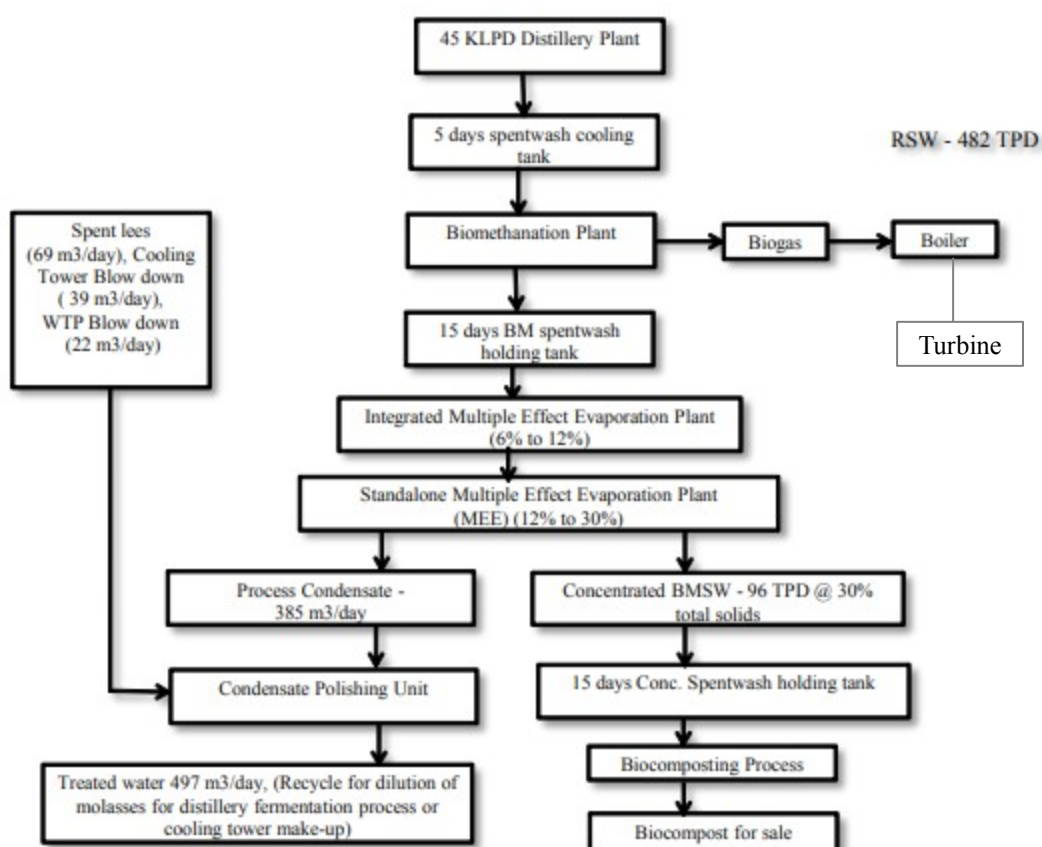 45 KLPD Distillery Plant
5 days spentwash cooling
tank
RSW - 482 TPD
Spent lees
(69 m3/day), Cooling
Tower Blow down
( 39 m3/day),
WTP Blow down
(22 m3/day)
Biomethanation Plant
Biogas
Boiler
Turbine
15 days BM spentwash
holding tank
Integrated Multiple Effect Evaporation Plant
(6% to 12%)
Standalone Multiple Effect Evaporation Plant
(MEE) (12% to 30%)
Process Condensate -
385 m3/day
Concentrated BMSW - 96 TPD @ 30%
total solids
Condensate Polishing Unit
15 days Conc. Spentwash holding tank
Treated water 497 m3/day, (Recycle for dilution of
molasses for distillery fermentation process or
cooling tower make-up)
Biocomposting Process
Biocompost for sale